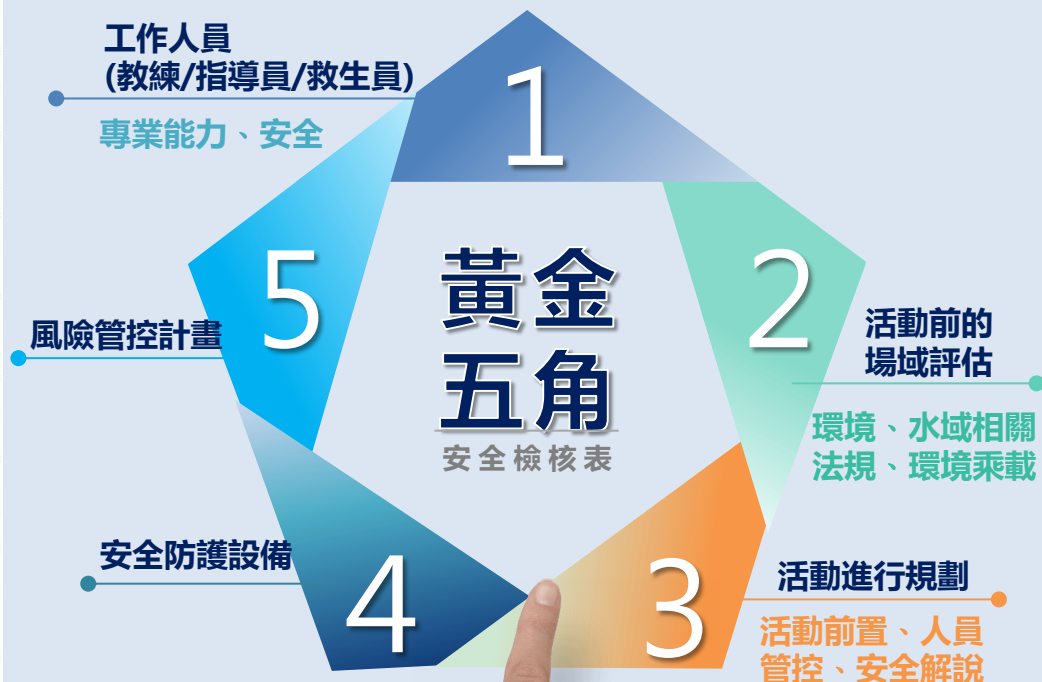 工作人員
(教練/指導員/救生員)
專業能力、安全
1
2
活動前的
場域評估
環境、水域相關
法規、環境乘載
3
活動進行規劃
活動前置、人員
管控、安全解說
4
安全防護設備
5
風險管控計畫
黃金
五角
安全檢核表